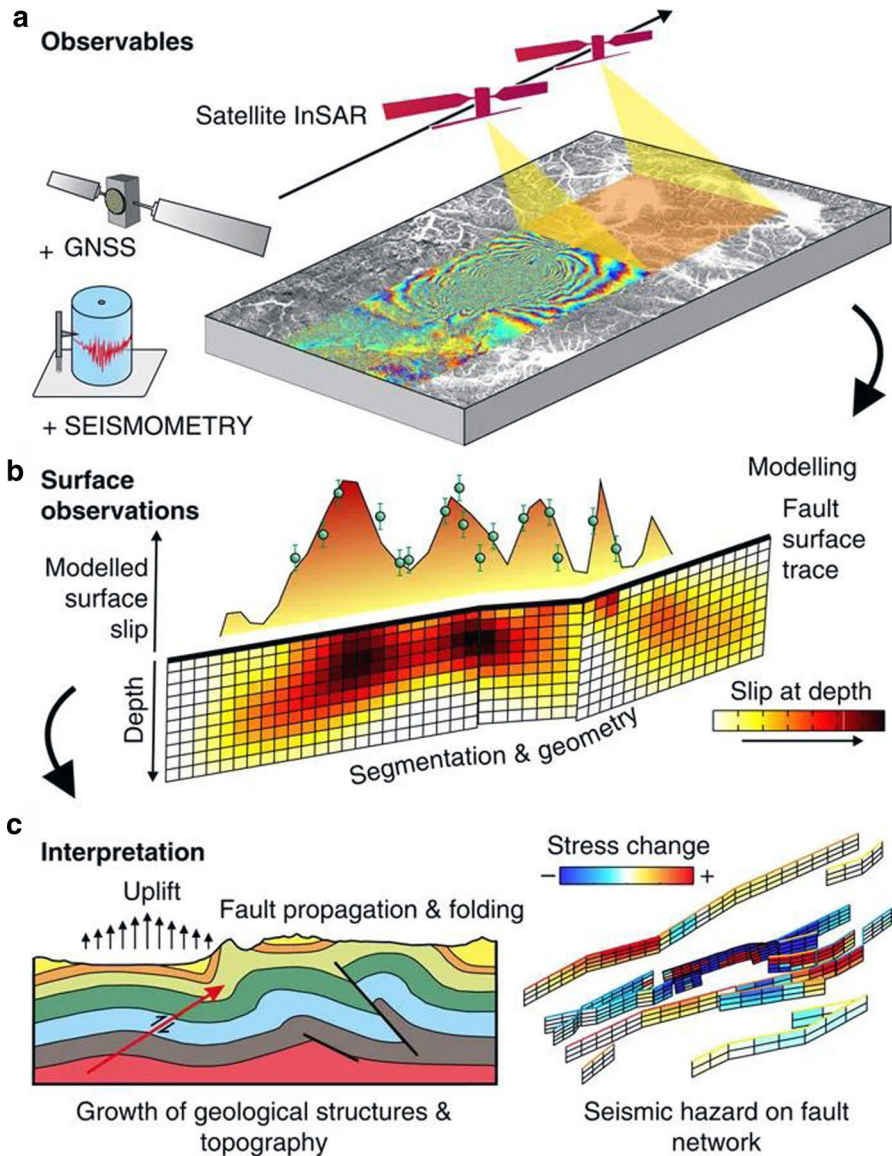 a
Observables
Satellite InSAR
+ GNSS
+ SEISMOMETRY
b
Surface
observations
Modelling
Fault
surface
trace
Modelled
surface
slip
Depth
Slip at depth
Segmentation & geometry
c
Interpretation
Uplift
Fault propagation & folding
Stress change
– +
Growth of geological structures &
topography
Seismic hazard on fault
network